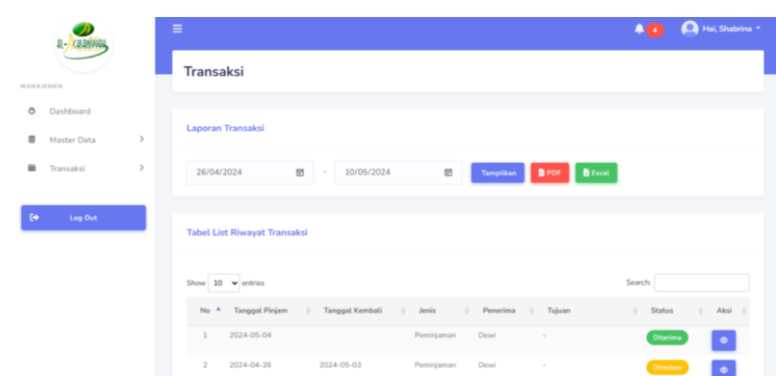 4
Hai, Shabrina
Transaksi
MANAJEMEN
Dashboard
Master Data
Transaksi
Log Out
Laporan Transaksi
26/04/2024 - 10/05/2024 Tampilkan PDF Excel
Tabel List Riwayat Transaksi
Show 10 entries Search:
No Tanggal Pinjam Tanggal Kembali Jenis Penerima Tujuan Status Aksi
1 2024-05-04 Peminjaman Dewi - Diterima
2 2024-04-26 2024-05-03 Peminjaman Dewi - Direview